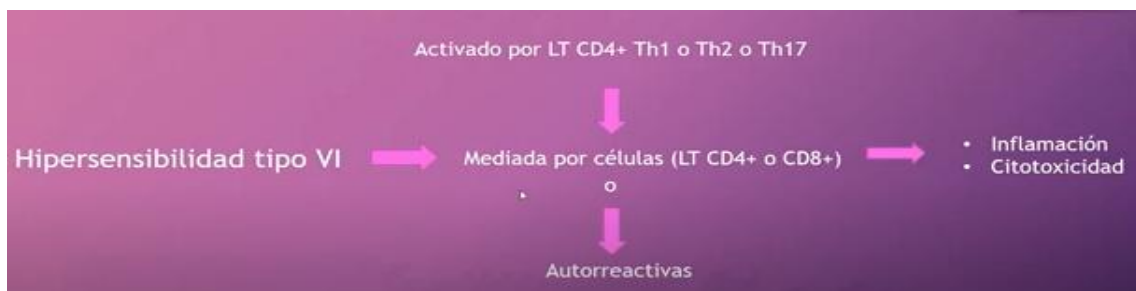 Activado por LT CD4+ Th1 o Th2 o Th17
Hipersensibilidad tipo VI
Mediada por células (LT CD4+ o CD8+)
o
• Inflamación
• Citotoxicidad
Autorreactivas